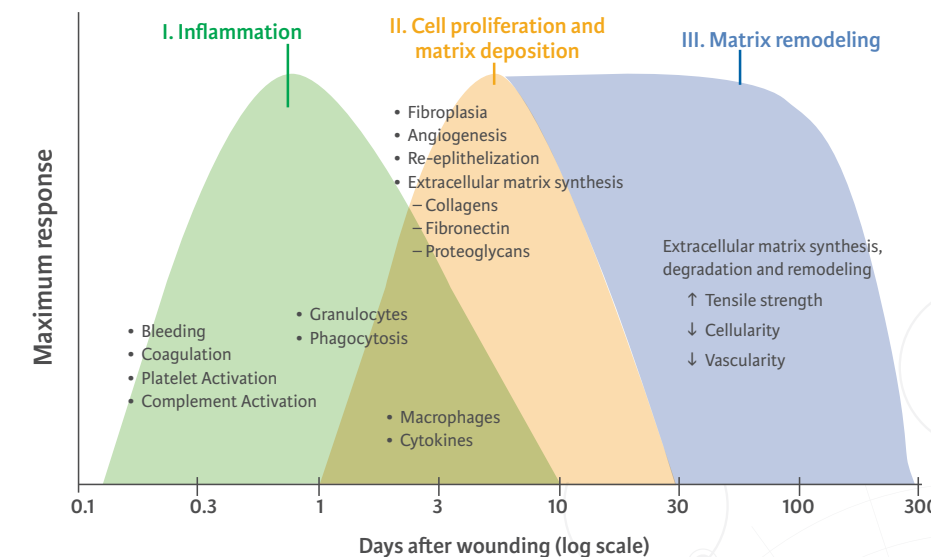 I. Inflammation
II. Cell proliferation and
matrix deposition
III. Matrix remodeling
Maximum response
• Fibroplasia
• Angiogenesis
• Re-epithelization
• Extracellular matrix synthesis
– Collagens
– Fibronectin
– Proteoglycans
Extracellular matrix synthesis,
degradation and remodeling
↑ Tensile strength
↓ Cellularity
↓ Vascularity
• Granulocytes
• Phagocytosis
• Bleeding
• Coagulation
• Platelet Activation
• Complement Activation
• Macrophages
• Cytokines
0.1 0.3 1 3 10 30 100 300
Days after wounding (log scale)